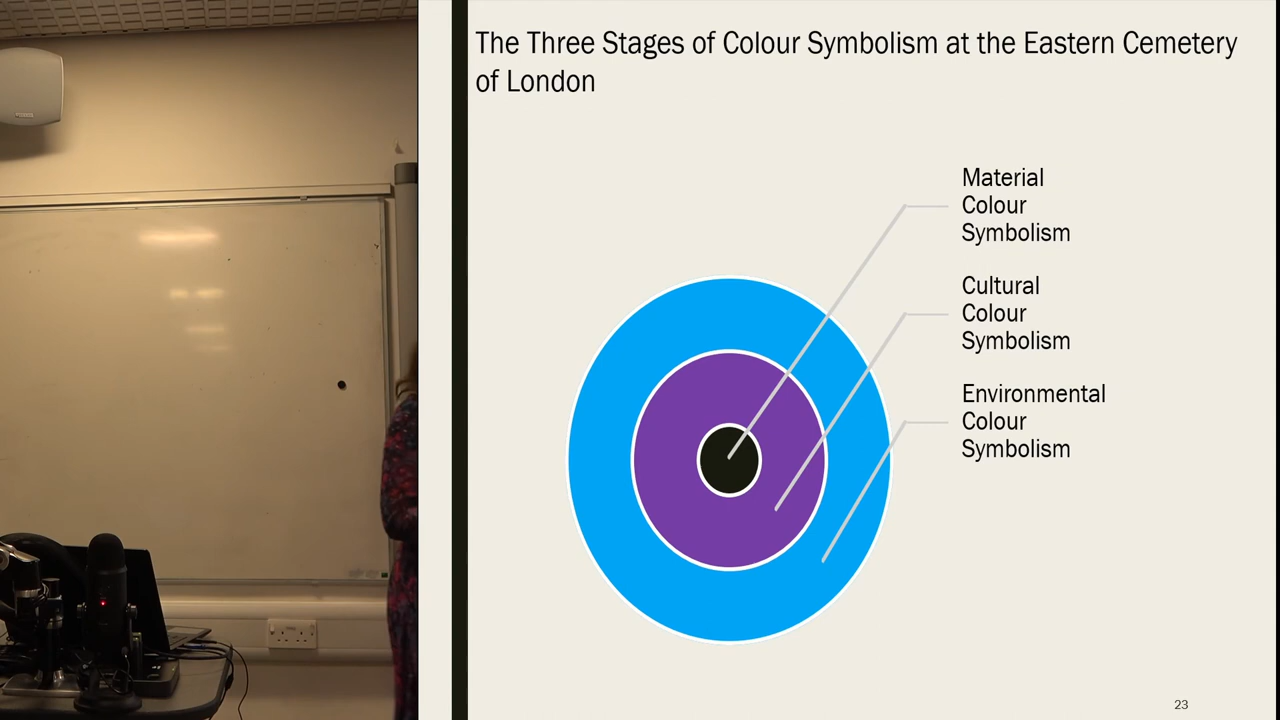 The Three Stages of Colour Symbolism at the Eastern Cemetery
of London
Material
Colour
Symbolism
Cultural
Colour
Symbolism
Environmental
Colour
Symbolism
23